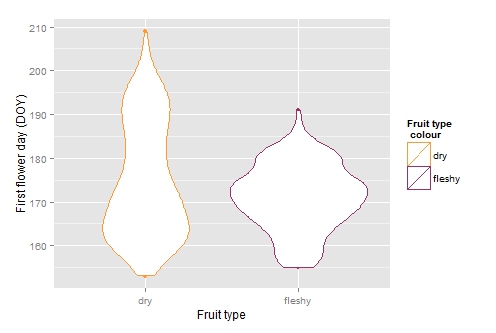 210
200
190
180
170
160
First flower day (DOY)
dry
fleshy
Fruit type
Fruit type
colour
dry
fleshy